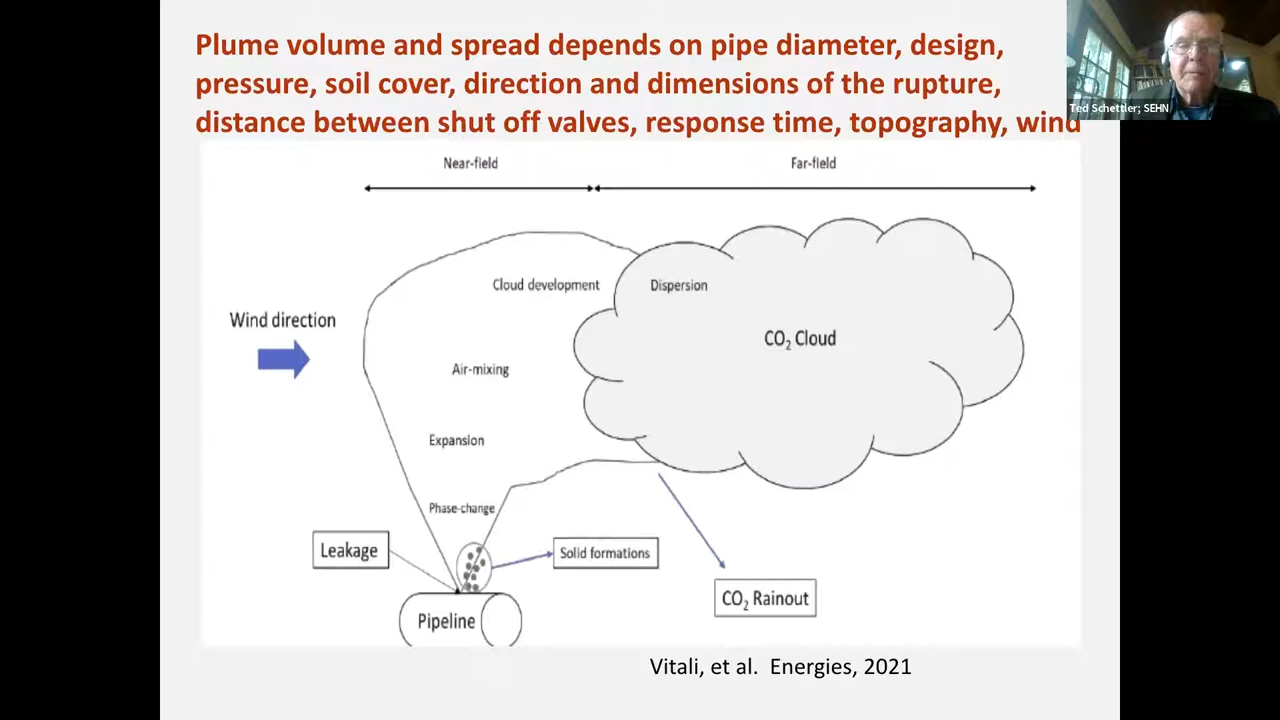 Plume volume and spread depends on pipe diameter, design,
pressure, soil cover, direction and dimensions of the rupture,
distance between shut off valves, response time, topography, wind
Ted Schettler; SEHN
Near-field
Far-field
Cloud development
Dispersion
Wind direction
CO₂ Cloud
Air-mixing
Expansion
Phase-change
Leakage
Solid formations
CO₂ Rainout
Pipeline
Vitali, et al. Energies, 2021